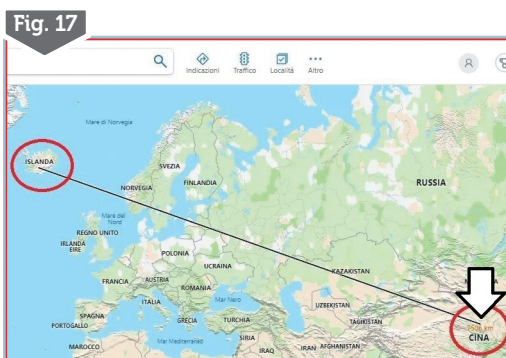 Fig. 17
Indicazioni
Traffico
Località
Altro
Mare di Norvegia
ISLANDA
SVEZIA
FINLANDIA
NORVEGIA
RUSSIA
Mare del
Nord
REGNO UNITO
IRLANDA
EIRE
POLONIA
UCRAINA
KAZAKISTAN
FRANCIA
AUSTRIA
ROMANIA
ITALIA
Mar Nero
UZBEKISTAN
SPAGNA
PORTOGALLO
GRECIA
TURCHIA
TAGIKISTAN
CINA
Mar Mediterraneo
SIRIA
MAROCCO
IRAQ
IRAN
AFGHANISTAN